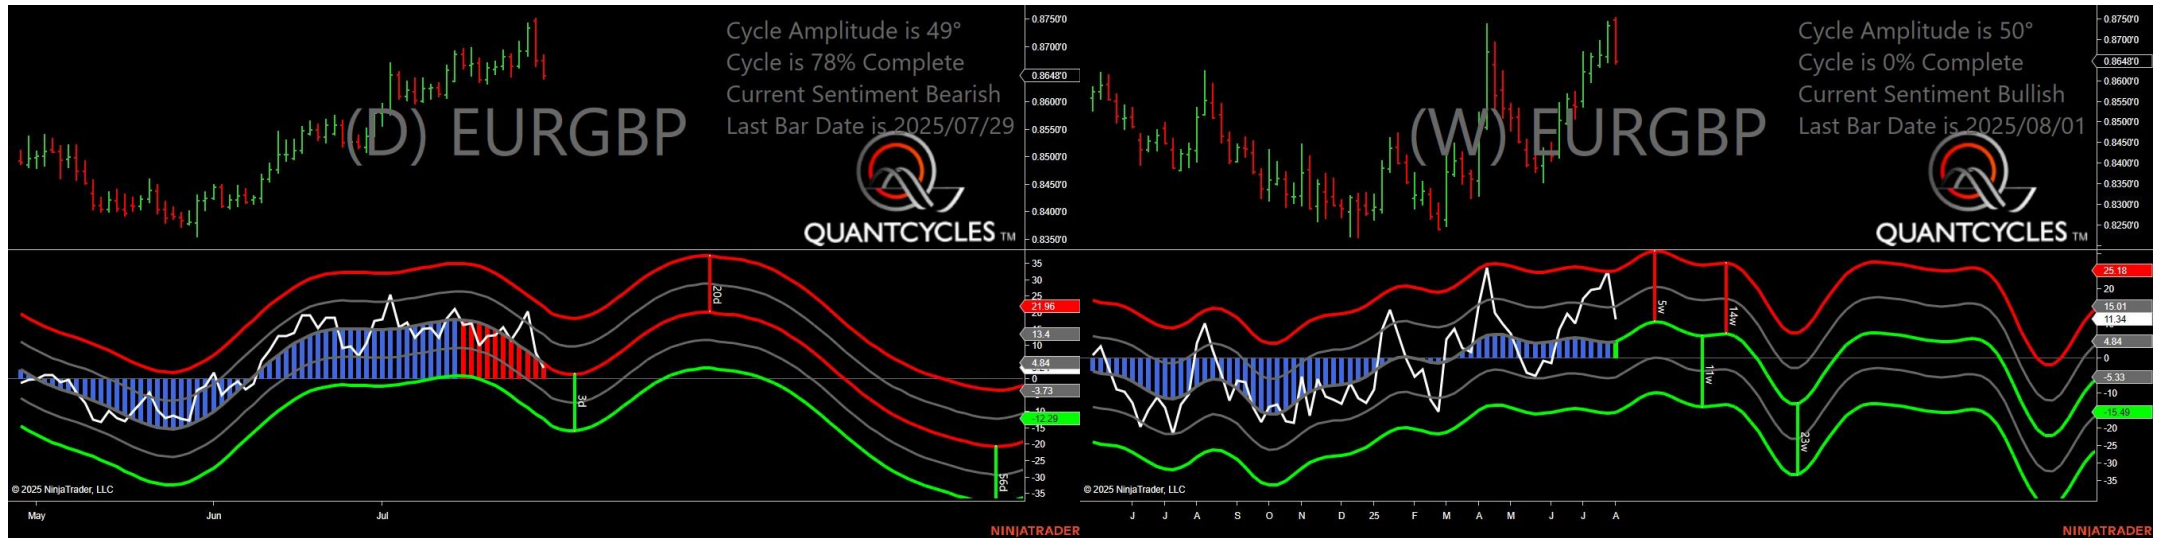 Cycle Amplitude is 49°
Cycle is 78% Complete
Current Sentiment Bearish
Last Bar Date is 2025/07/29
(D) EURGBP
QUANTCYCLES TM
0.8750'0
0.8700'0
0.8648'0
0.8600'0
0.8550'0
0.8500'0
0.8450'0
0.8400'0
0.8350'0
35
30
25
21.96
13.4
10
4.84
0
-3.73
-12.29
-15
-20
-25
-30
-35
20d
3d
56d
© 2025 NinjaTrader, LLC
May
Jun
Jul
NINJATRADER
Cycle Amplitude is 50°
Cycle is 0% Complete
Current Sentiment Bullish
Last Bar Date is 2025/08/01
(W) EURGBP
QUANTCYCLES TM
0.8750'0
0.8700'0
0.8648'0
0.8600'0
0.8550'0
0.8500'0
0.8450'0
0.8400'0
0.8350'0
0.8300'0
0.8250'0
25.18
20
15.01
11.34
4.84
0
-5.33
-10
-15.49
-20
-30
-35
5w
14w
11w
23w
© 2025 NinjaTrader, LLC
J
J
A
S
O
N
D
25
F
M
A
M
J
J
A
NINJATRADER